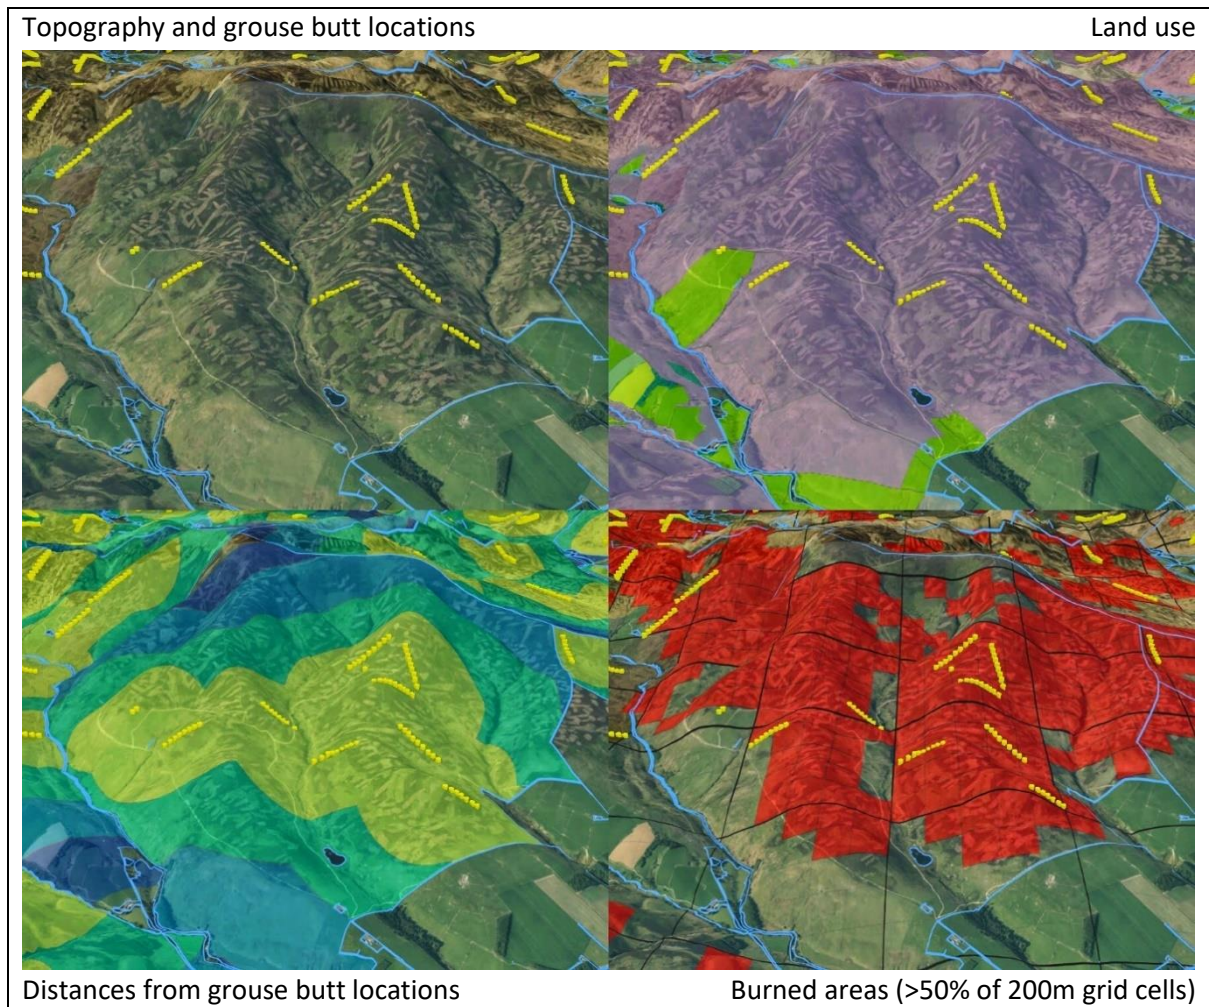 Topography and grouse butt locations
Land use
Distances from grouse butt locations
Burned areas (>50% of 200m grid cells)